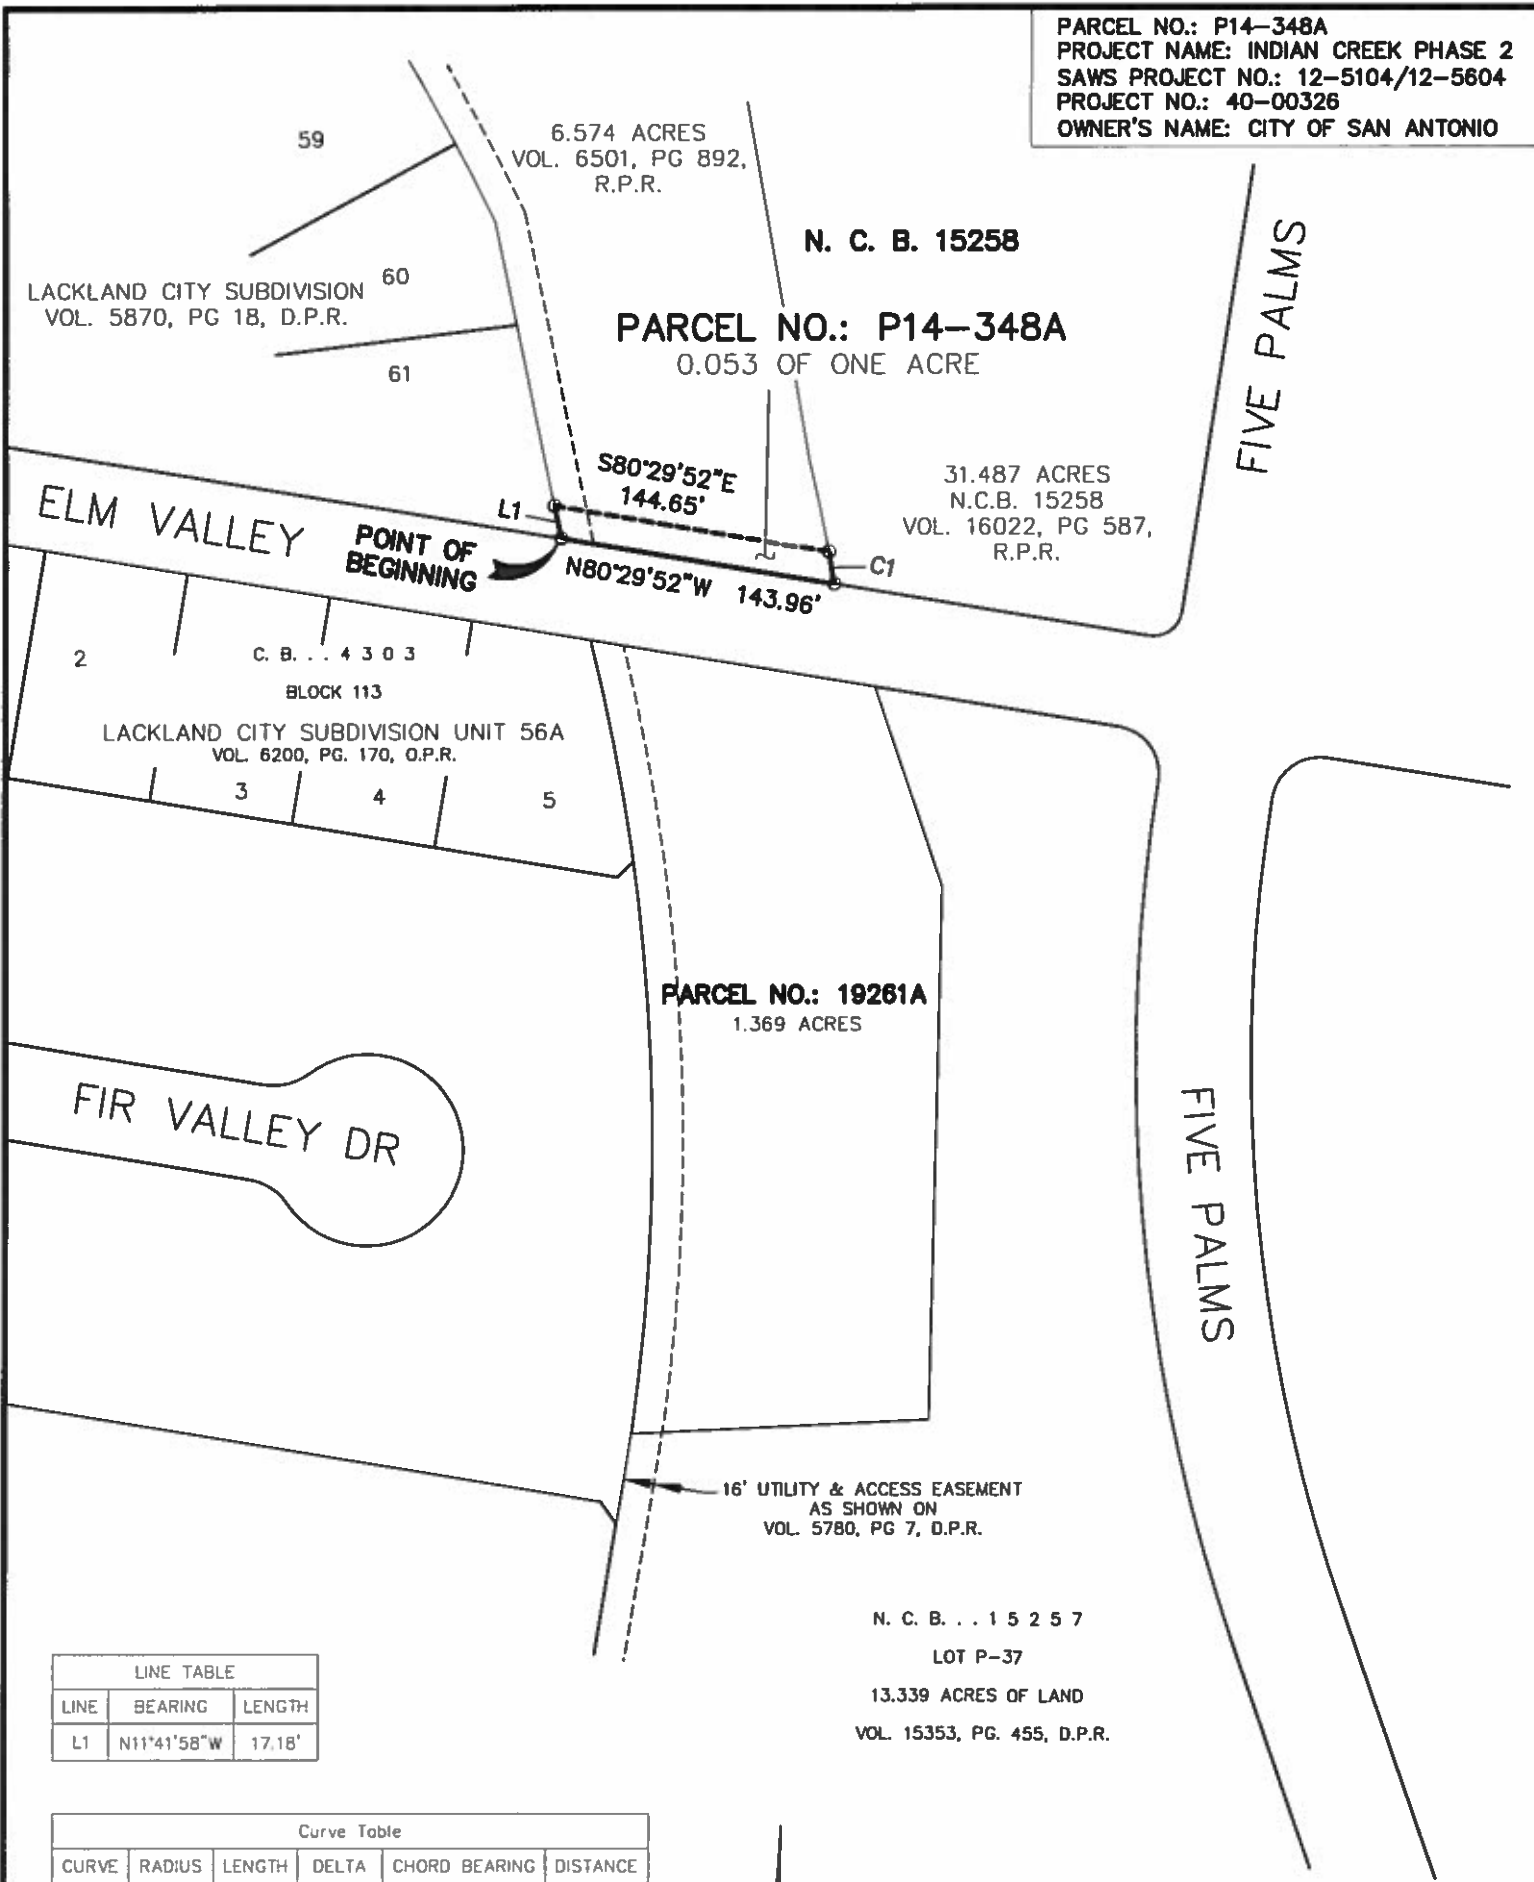 PARCEL NO.: P14-348A
PROJECT NAME: INDIAN CREEK PHASE 2
SAWS PROJECT NO.: 12-5104/12-5604
PROJECT NO.: 40-00326
OWNER'S NAME: CITY OF SAN ANTONIO
59
6.574 ACRES
VOL. 6501, PG 892,
R.P.R.
N. C. B. 15258
FIVE PALMS
LACKLAND CITY SUBDIVISION
VOL. 5870, PG 18, D.P.R.
60
61
PARCEL NO.: P14-348A
0.053 OF ONE ACRE
S80°29'52"E
144.65'
31.487 ACRES
N.C.B. 15258
VOL. 16022, PG 587,
R.P.R.
L1
ELM VALLEY
POINT OF
BEGINNING
N80°29'52"W 143.96'
C1
2
C. B. . . 4 3 0 3
BLOCK 113
LACKLAND CITY SUBDIVISION UNIT 56A
VOL. 6200, PG. 170, O.P.R.
3
4
5
PARCEL NO.: 19261A
1.369 ACRES
FIR VALLEY DR
FIVE PALMS
16' UTILITY & ACCESS EASEMENT
AS SHOWN ON
VOL. 5780, PG 7, D.P.R.
N. C. B. . . 1 5 2 5 7
LOT P-37
13.339 ACRES OF LAND
VOL. 15353, PG. 455, D.P.R.
LINE TABLE
LINE BEARING LENGTH
L1 N11°41'58"W 17.18'
Curve Table
CURVE RADIUS LENGTH DELTA CHORD BEARING DISTANCE